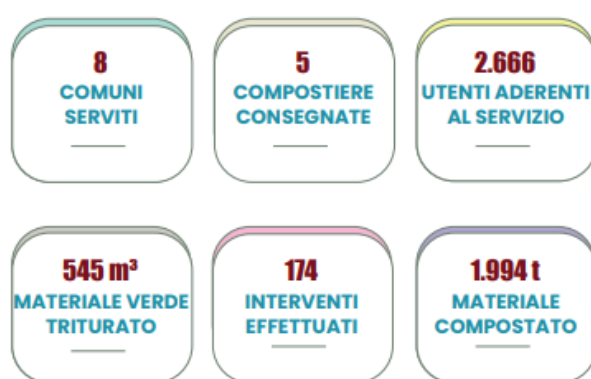 8
COMUNI
SERVITI
5
COMPOSTIERE
CONSEGNATE
2.666
UTENTI ADERENTI
AL SERVIZIO
545 m³
MATERIALE VERDE
TRITURATO
174
INTERVENTI
EFFETTUATI
1.994 t
MATERIALE
COMPOSTATO